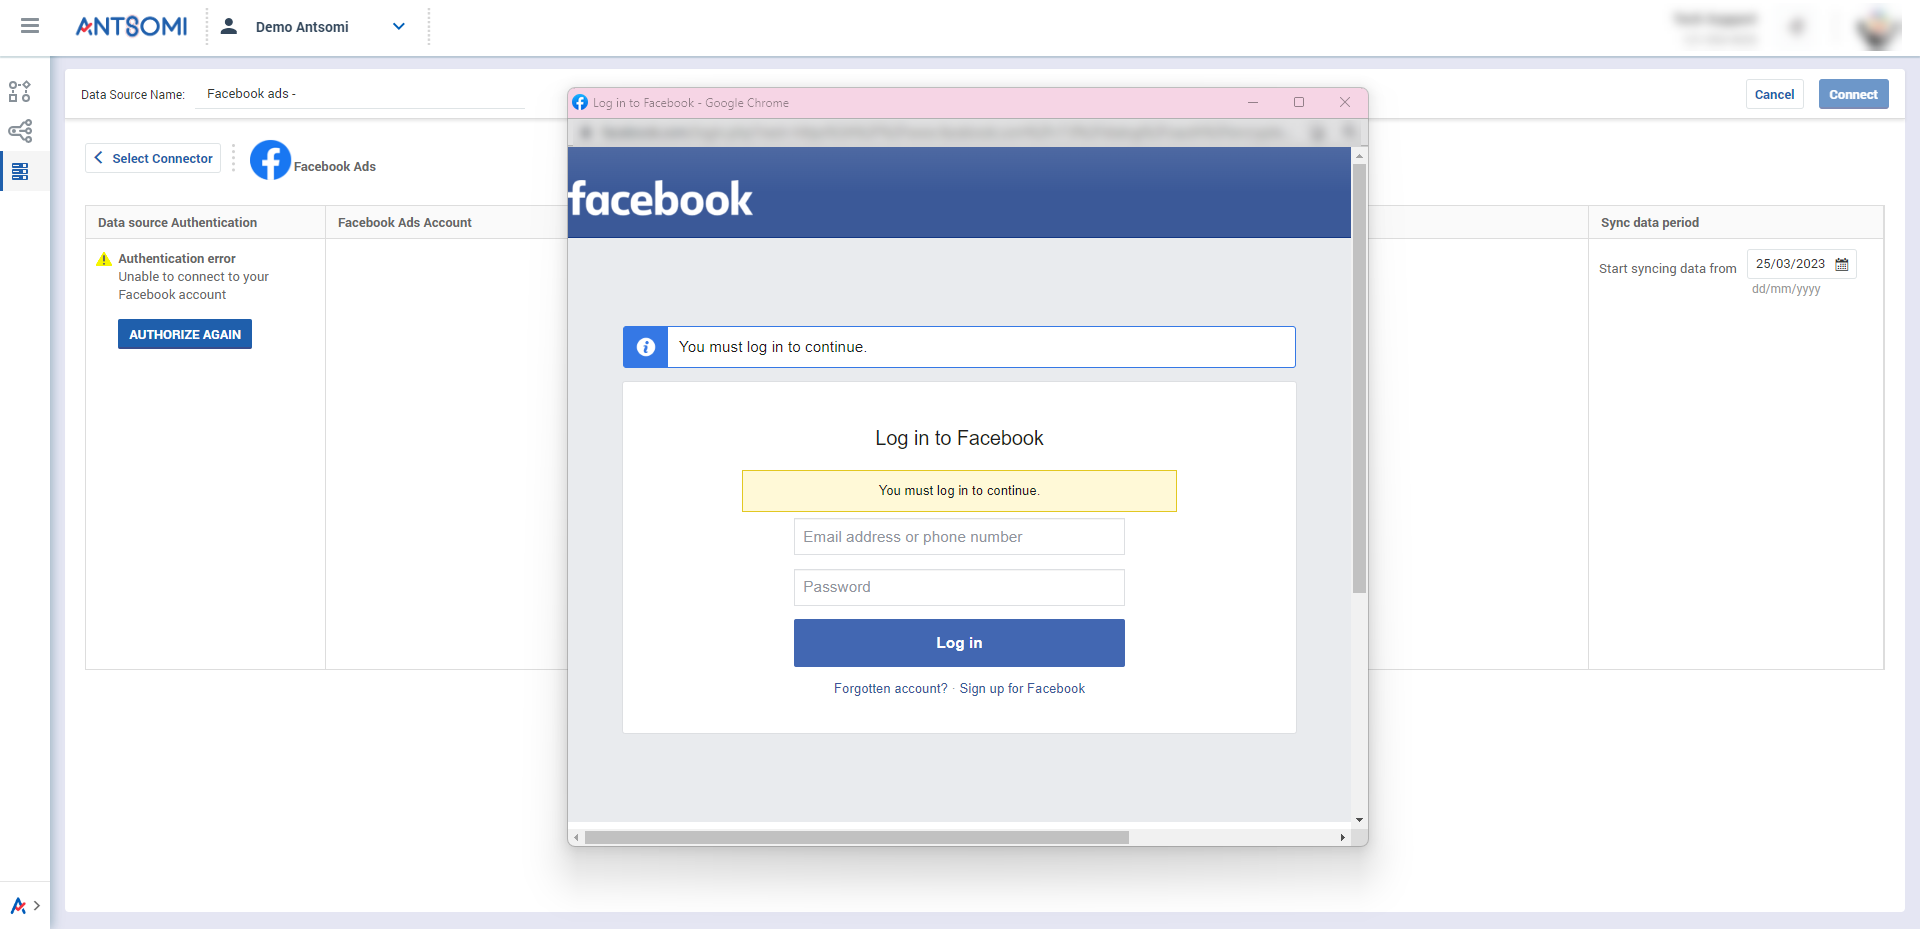 ANTSOMI
Demo Antsomi
Data Source Name: Facebook ads -
Cancel
Connect
Select Connector
Facebook Ads
Data source Authentication
Facebook Ads Account
Sync data period
Authentication error
Unable to connect to your
Facebook account
AUTHORIZE AGAIN
Start syncing data from 25/03/2023
dd/mm/yyyy
Log in to Facebook - Google Chrome
facebook
You must log in to continue.
Log in to Facebook
You must log in to continue.
Email address or phone number
Password
Log in
Forgotten account? · Sign up for Facebook